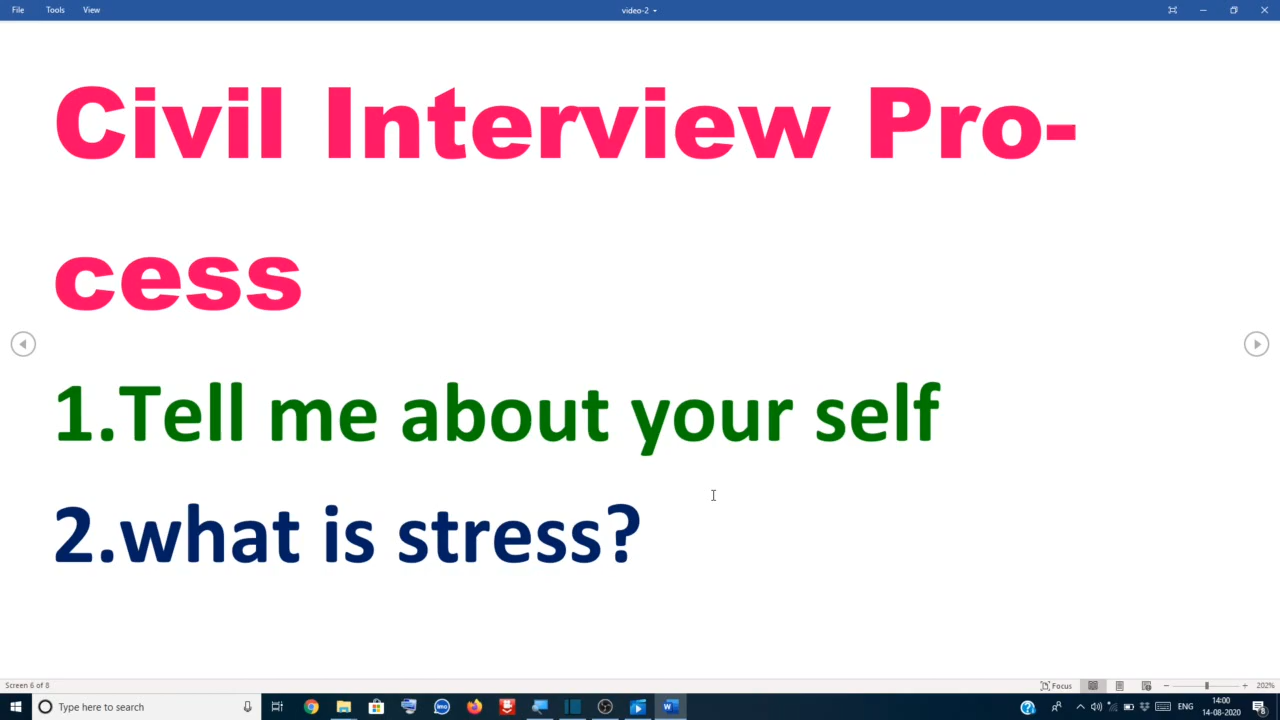 File Tools View video-2
Civil Interview Pro-
cess
1.Tell me about your self
2.what is stress?
Screen 6 of 8 Focus 202%
Type here to search ENG 14:00
14-08-2020 8